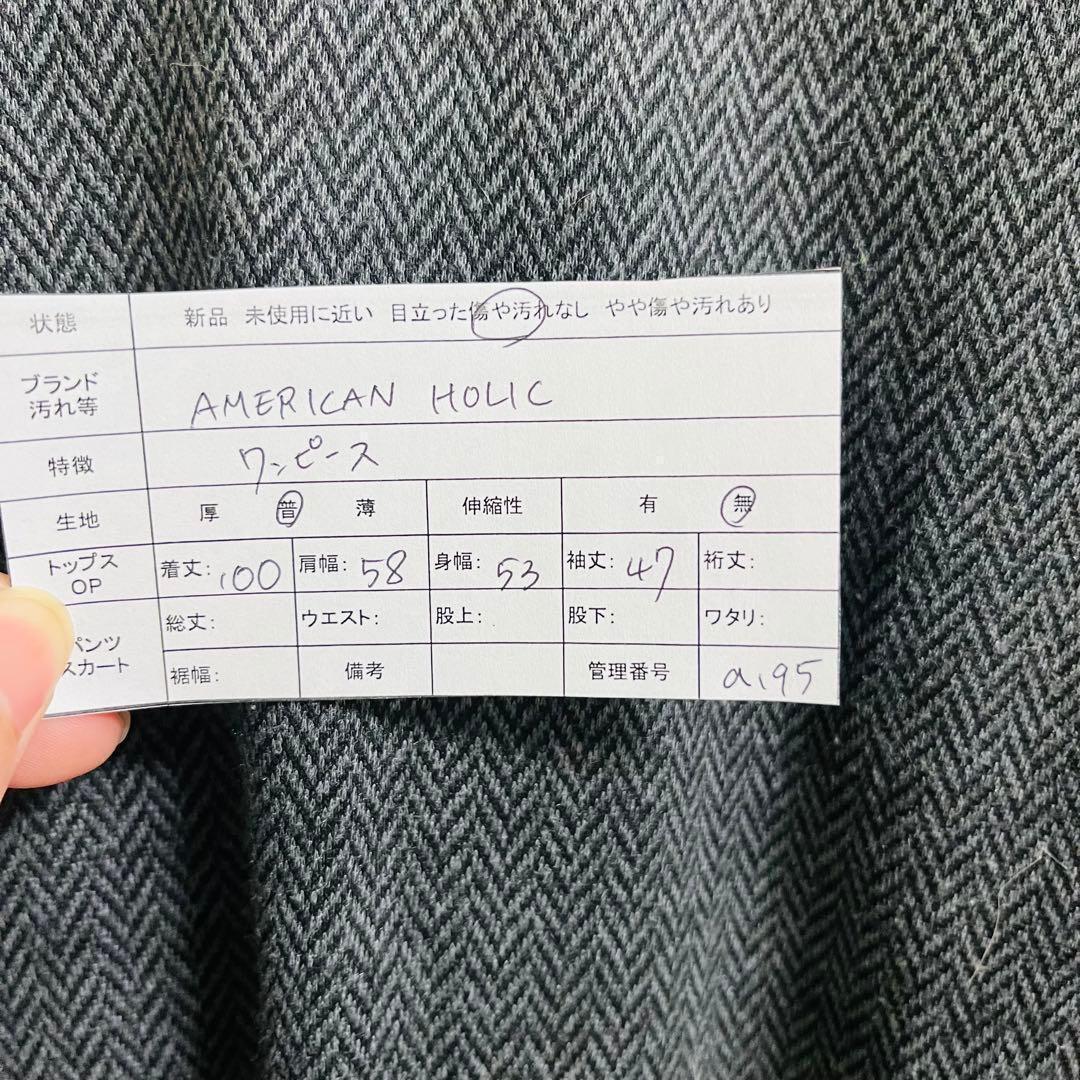 状態 新品 未使用に近い 目立った傷や汚れなし やや傷や汚れあり
ブランド
汚れ等 AMERICAN HOLIC
特徴 ワンピース
生地 厚 普 薄 伸縮性 有 無
トップス
OP 着丈: 100 肩幅: 58 身幅: 53 袖丈: 47 裄丈:
パンツ
スカート 総丈: ウエスト: 股上: 股下: ワタリ:
裾幅: 備考 管理番号 a195